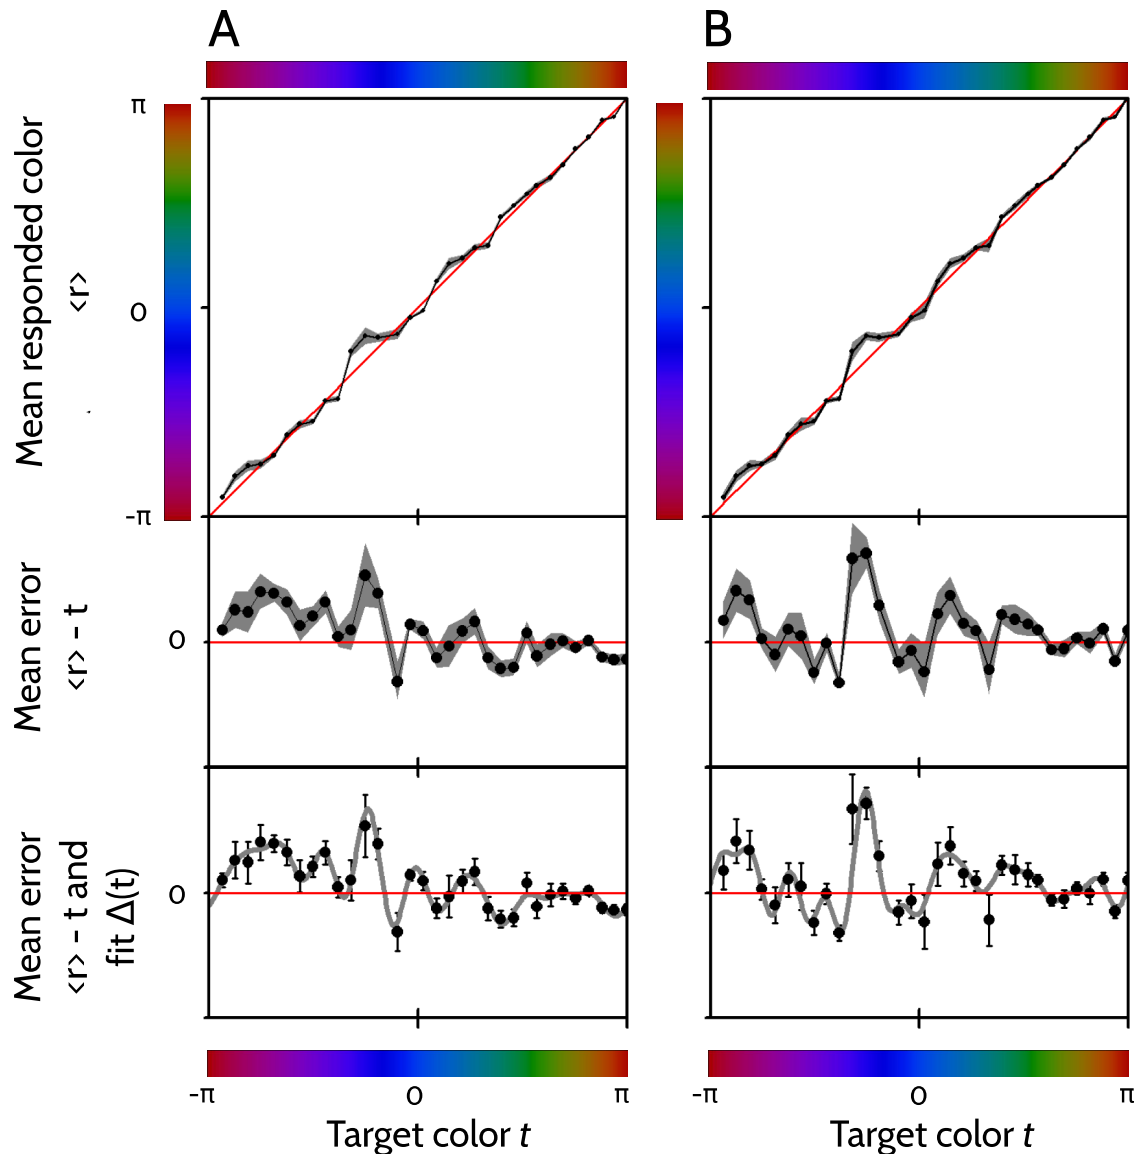 A
B
π
Mean responded color
<r>
0
-π
Mean error
<r> - t
0
Mean error
<r> - t and
fit Δ(t)
0
-π
0
π
-π
0
π
Target color t
Target color t